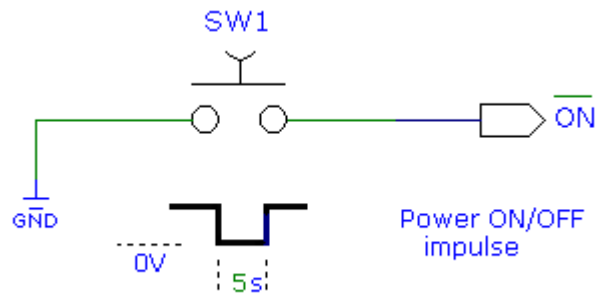 SW1
ON
GND
Power ON/OFF
impulse
0V
5s